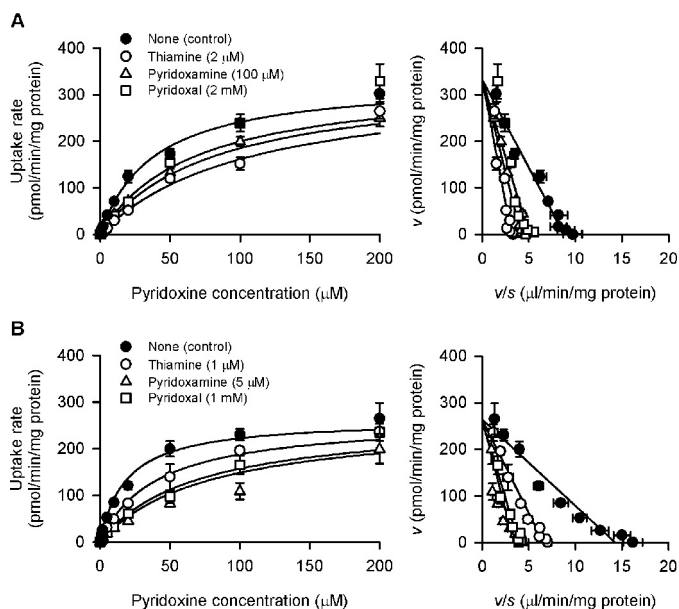 A
None (control)
Thiamine (2 µM)
Pyridoxamine (100 µM)
Pyridoxal (2 mM)
Uptake rate
(pmol/min/mg protein)
400
300
200
100
0
0 50 100 150 200
Pyridoxine concentration (µM)
v (pmol/min/mg protein)
400
300
200
100
0
0 5 10 15 20
v/s (µl/min/mg protein)
B
None (control)
Thiamine (1 µM)
Pyridoxamine (5 µM)
Pyridoxal (1 mM)
Uptake rate
(pmol/min/mg protein)
400
300
200
100
0
0 50 100 150 200
Pyridoxine concentration (µM)
v (pmol/min/mg protein)
400
300
200
100
0
0 5 10 15 20
v/s (µl/min/mg protein)